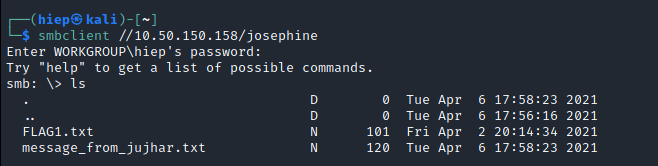 ┌──(hiep㉿kali)-[~]
└─$ smbclient //10.50.150.158/josephine
Enter WORKGROUP\hiep's password:
Try "help" to get a list of possible commands.
smb: \> ls
  .                                   D        0  Tue Apr  6 17:58:23 2021
  ..                                  D        0  Tue Apr  6 17:56:16 2021
  FLAG1.txt                           N      101  Fri Apr  2 20:14:34 2021
  message_from_jujhar.txt             N      120  Tue Apr  6 17:58:23 2021